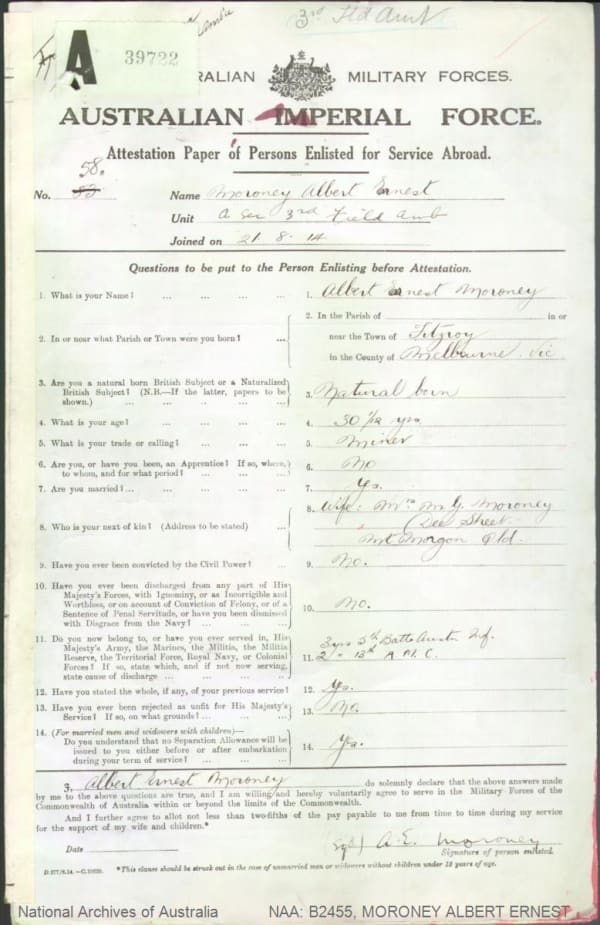 3rd Fld Amb
A
39722
RALIAN MILITARY FORCES.
AUSTRALIAN IMPERIAL FORCE.
Attestation Paper of Persons Enlisted for Service Abroad.
58.
No. 53 Name Moroney Albert Ernest
Unit A Sec 3rd Field Amb
Joined on 21. 8. 14
Questions to be put to the Person Enlisting before Attestation.
1. What is your Name? ... ... ... ... 1. Albert Ernest Moroney
2. In or near what Parish or Town were you born? ... 2. In the Parish of in or
near the Town of Fitzroy
in the County of Melbourne. Vic
3. Are you a natural born British Subject or a Naturalized
British Subject? (N.B.—If the latter, papers to be
shown.) ... ... ... ... ... 3. Natural born
4. What is your age? ... ... ... ... 4. 30 1/12 yrs
5. What is your trade or calling? ... ... ... 5. Miner
6. Are you, or have you been, an Apprentice? If so, where,
to whom, and for what period? ... ... ... 6. No
7. Are you married? ... ... ... ... 7. Yes.
8. Who is your next of kin? (Address to be stated) ... 8. Wife: Mrs M. G. Moroney
Dee Street
Mt Morgan Qld.
9. Have you ever been convicted by the Civil Power? ... 9. No.
10. Have you ever been discharged from any part of His
Majesty's Forces, with Ignominy, or as Incorrigible and
Worthless, or on account of Conviction of Felony, or of a
Sentence of Penal Servitude, or have you been dismissed
with Disgrace from the Navy? ... ... ... 10. No.
11. Do you now belong to, or have you ever served in, His
Majesty's Army, the Marines, the Militia, the Militia
Reserve, the Territorial Force, Royal Navy, or Colonial
Forces? If so, state which, and if not now serving,
state cause of discharge ... ... ... ... 11. 3 yrs 5th Batt Austn Inf.
2 " 13th A. M. C.
12. Have you stated the whole, if any, of your previous service? 12. Yes.
13. Have you ever been rejected as unfit for His Majesty's
Service? If so, on what grounds? ... ... ... 13. No.
14. (For married men and widowers with children)—
Do you understand that no Separation Allowance will be
issued to you either before or after embarkation
during your term of service? ... ... ... 14. Yes.
I, Albert Ernest Moroney do solemnly declare that the above answers made
by me to the above questions are true, and I am willing and hereby voluntarily agree to serve in the Military Forces of the
Commonwealth of Australia within or beyond the limits of the Commonwealth.
And I further agree to allot not less than two-fifths of the pay payable to me from time to time during my service
for the support of my wife and children.*
Date (Sgd) A. E. Moroney
Signature of person enlisted.
*This clause should be struck out in the case of unmarried men or widowers without children under 18 years of age.
National Archives of Australia NAA: B2455, MORONEY ALBERT ERNEST